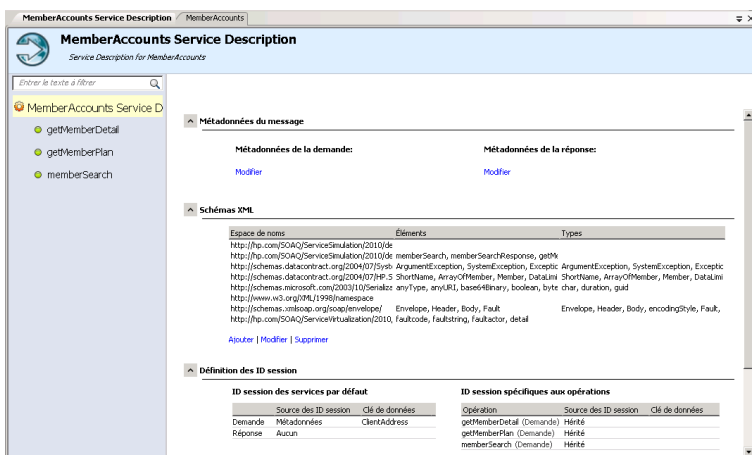 MemberAccounts Service Description MemberAccounts
MemberAccounts Service Description
Service Description for MemberAccounts
Entrer le texte à filtrer
MemberAccounts Service D
getMemberDetail
getMemberPlan
memberSearch
Métadonnées du message
Métadonnées de la demande: Métadonnées de la réponse:
Modifier Modifier
Schémas XML
Espace de noms Éléments Types
http://hp.com/SOAQ/ServiceSimulation/2010/de
http://hp.com/SOAQ/ServiceSimulation/2010/de memberSearch, memberSearchResponse, getMe
http://schemas.datacontract.org/2004/07/Syst ArgumentException, SystemException, Exceptic ArgumentException, SystemException, Exceptic
http://schemas.datacontract.org/2004/07/HP.S ShortName, ArrayOfMember, Member, DataLimi ShortName, ArrayOfMember, Member, DataLimi
http://schemas.microsoft.com/2003/10/Serializa anyType, anyURI, base64Binary, boolean, byte char, duration, guid
http://www.w3.org/XML/1998/namespace
http://schemas.xmlsoap.org/soap/envelope/ Envelope, Header, Body, Fault Envelope, Header, Body, encodingStyle, Fault,
http://hp.com/SOAQ/ServiceVirtualization/2010, faultcode, faultstring, faultactor, detail
Ajouter | Modifier | Supprimer
Définition des ID session
ID session des services par défaut ID session spécifiques aux opérations
Source des ID session Clé de données Opération Source des ID session Clé de données
Demande Métadonnées ClientAddress getMemberDetail (Demande) Hérité
Réponse Aucun getMemberPlan (Demande) Hérité
memberSearch (Demande) Hérité